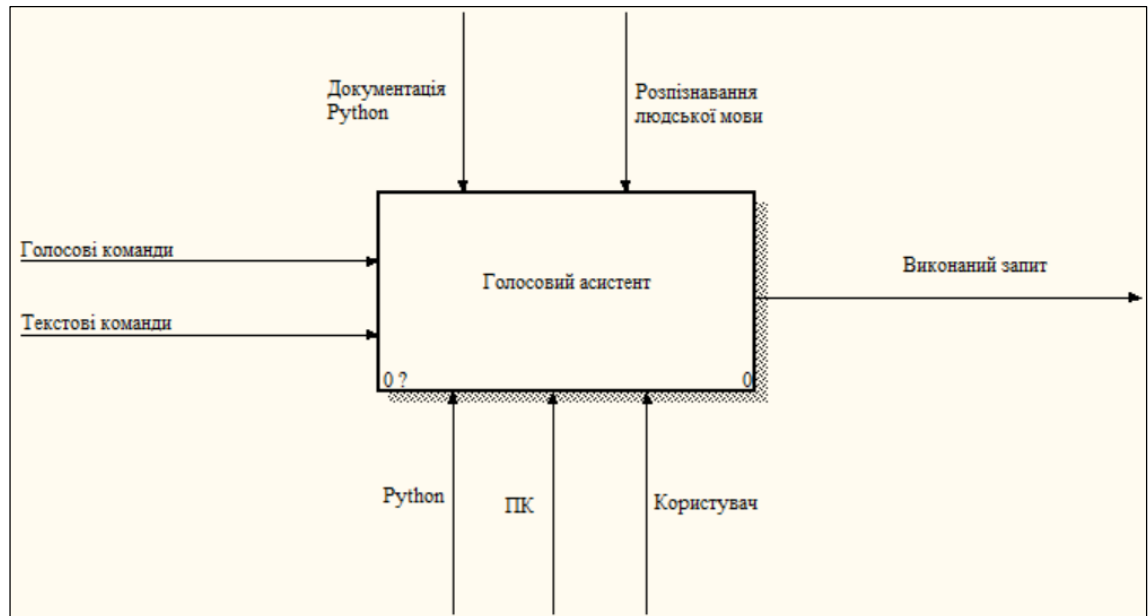 Документація
Python
Розпізнавання
людської мови
Голосові команди
Текстові команди
Голосовий асистент
0 ?
0
Виконаний запит
Python
ПК
Користувач